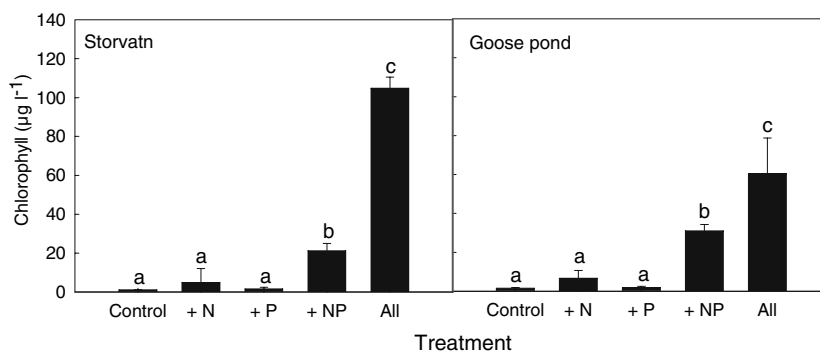 140
120
100
80
60
40
20
0
Chlorophyll (µg l⁻¹)
Storvatn
a
a
a
b
c
Control + N + P + NP All
Goose pond
a
a
a
b
c
Control + N + P + NP All
Treatment